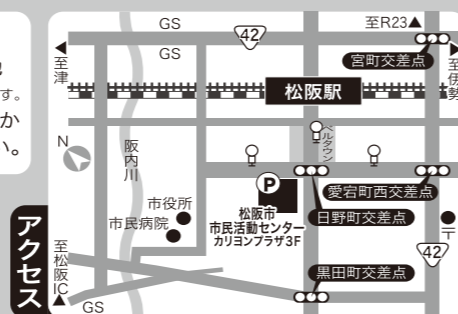 す。
か
い。
アクセス
GS
GS
42
至R23▲
◀至津
宮町交差点
▶至伊勢
松阪駅
N
阪内川
ベルタウン
P
愛宕町西交差点
市役所
市民病院
松阪市
市民活動センター
カリヨンプラザ3F
日野町交差点
〒
42
黒田町交差点
至松阪IC▲
GS